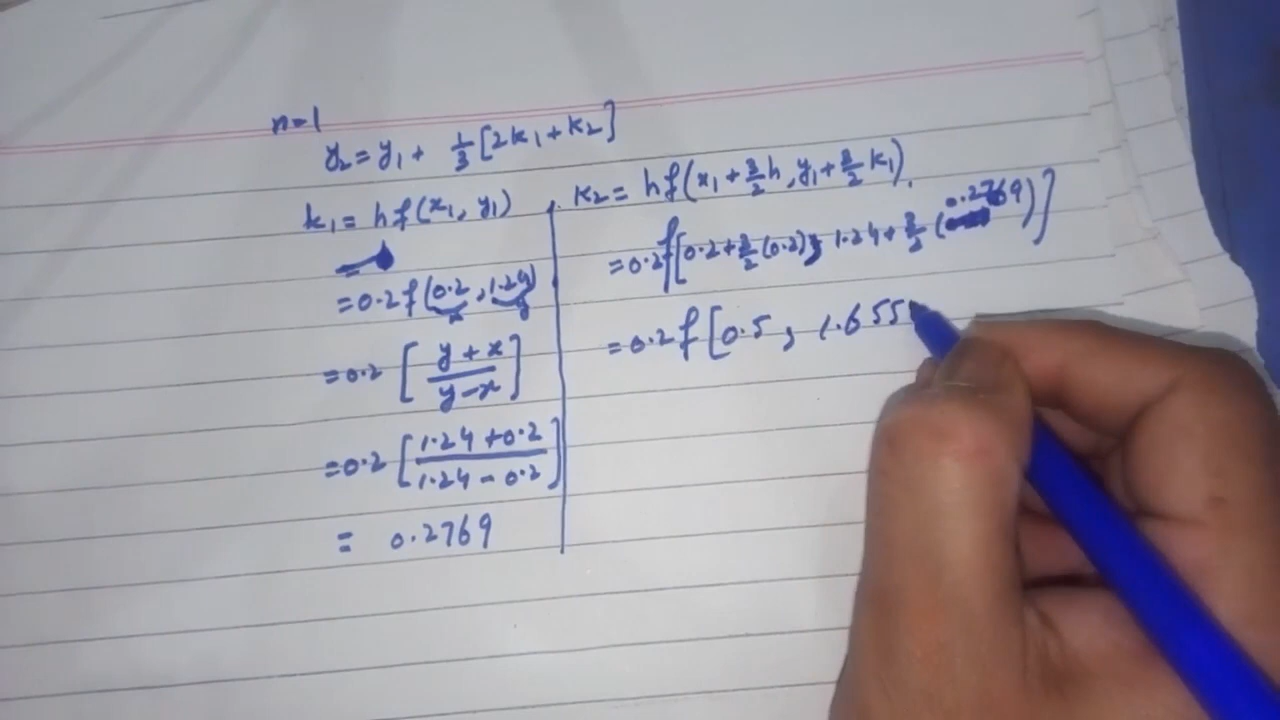 n=1
y₂ = y₁ + 1/3 [2k₁ + k₂]
k₁ = hf(x₁, y₁)
= 0.2f(0.2, 1.24)
x y
= 0.2 [ y + x / y - x ]
= 0.2 [ 1.24 + 0.2 / 1.24 - 0.2 ]
= 0.2769
k₂ = hf(x₁ + 3/2 h, y₁ + 3/2 k₁).
= 0.2f[0.2 + 3/2 (0.2), 1.24 + 3/2 (0.2769)]
= 0.2f[0.5, 1.655